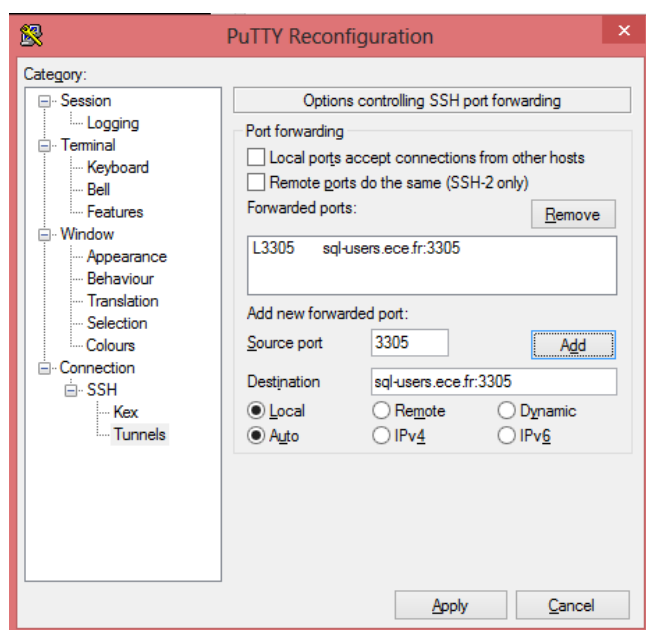 PuTTY Reconfiguration
Category:
Session
Logging
Terminal
Keyboard
Bell
Features
Window
Appearance
Behaviour
Translation
Selection
Colours
Connection
SSH
Kex
Tunnels
Options controlling SSH port forwarding
Port forwarding
Local ports accept connections from other hosts
Remote ports do the same (SSH-2 only)
Forwarded ports:
Remove
L3305 sql-users.ece.fr:3305
Add new forwarded port:
Source port 3305 Add
Destination sql-users.ece.fr:3305
Local Remote Dynamic
Auto IPv4 IPv6
Apply Cancel